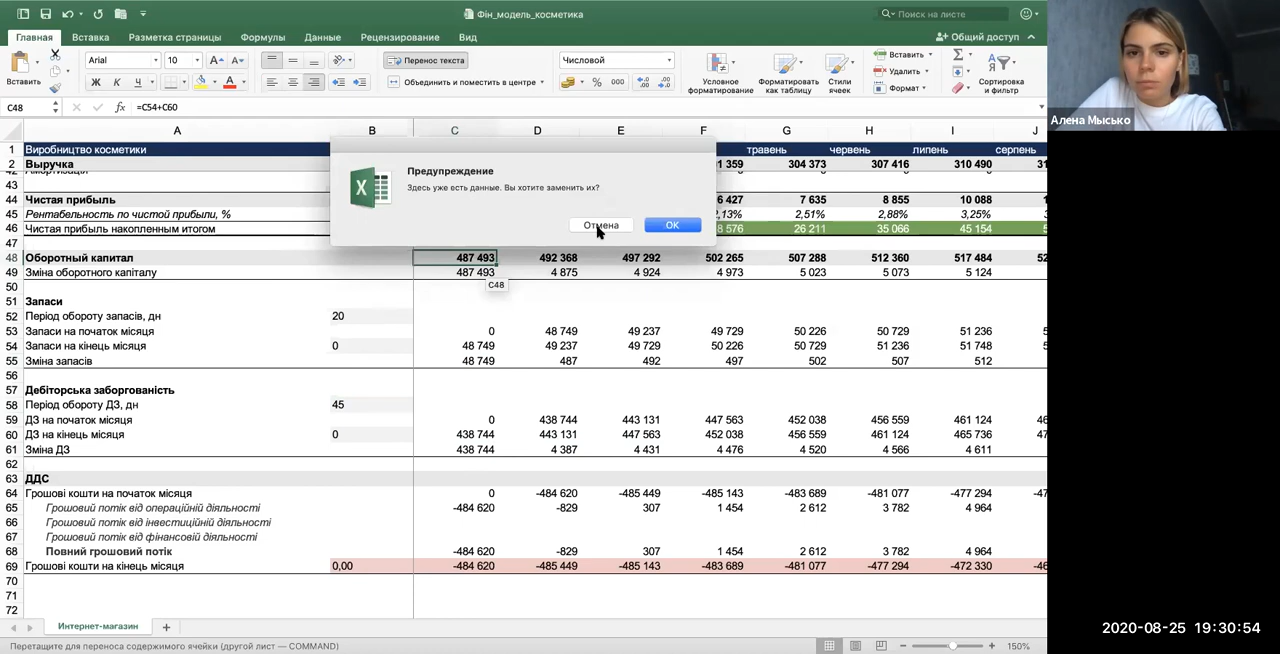 Фін_модель_косметика
Поиск на листе
Главная Вставка Разметка страницы Формулы Данные Рецензирование Вид Общий доступ
Вставить Arial 10 Ж К Ч Перенос текста Объединить и поместить в центре Числовой % 000 Условное форматирование Форматировать как таблицу Стили ячеек Вставить Удалить Формат Сортировка и фильтр
C48 fx =C54+C60
A B C D E F G H I J
1 Виробництво косметики травень червень липень серпень
2 Выручка 304 373 307 416 310 490
43
44 Чистая прибыль 7 635 8 855 10 088
45 Рентабельность по чистой прибыли, % 2,51% 2,88% 3,25%
46 Чистая прибыль накопленным итогом 26 211 35 066 45 154
47
Предупреждение
Здесь уже есть данные. Вы хотите заменить их?
Отмена OK
48 Оборотный капитал 487 493 492 368 497 292 502 265 507 288 512 360 517 484
49 Зміна оборотного капіталу 487 493 4 875 4 924 4 973 5 023 5 073 5 124
C48
50
51 Запаси
52 Період обороту запасів, дн 20
53 Запаси на початок місяця 0 48 749 49 237 49 729 50 226 50 729 51 236
54 Запаси на кінець місяця 0 48 749 49 237 49 729 50 226 50 729 51 236 51 748
55 Зміна запасів 48 749 487 492 497 502 507 512
56
57 Дебіторська заборгованість
58 Період обороту ДЗ, дн 45
59 ДЗ на початок місяця 0 438 744 443 131 447 563 452 038 456 559 461 124
60 ДЗ на кінець місяця 0 438 744 443 131 447 563 452 038 456 559 461 124 465 736
61 Зміна ДЗ 438 744 4 387 4 431 4 476 4 520 4 566 4 611
62
63 ДДС
64 Грошові кошти на початок місяця 0 -484 620 -485 449 -485 143 -483 689 -481 077 -477 294
65 Грошовий потік від операційній діяльності -484 620 -829 307 1 454 2 612 3 782 4 964
66 Грошовий потік від інвестиційній діяльності
67 Грошовий потік від фінансовій діяльності
68 Повний грошовий потік -484 620 -829 307 1 454 2 612 3 782 4 964
69 Грошові кошти на кінець місяця 0,00 -484 620 -485 449 -485 143 -483 689 -481 077 -477 294 -472 330
70
71
72
Интернет-магазин
Перетащите для переноса содержимого ячейки (другой лист — COMMAND) 150%
Алена Мысько
2020-08-25 19:30:54